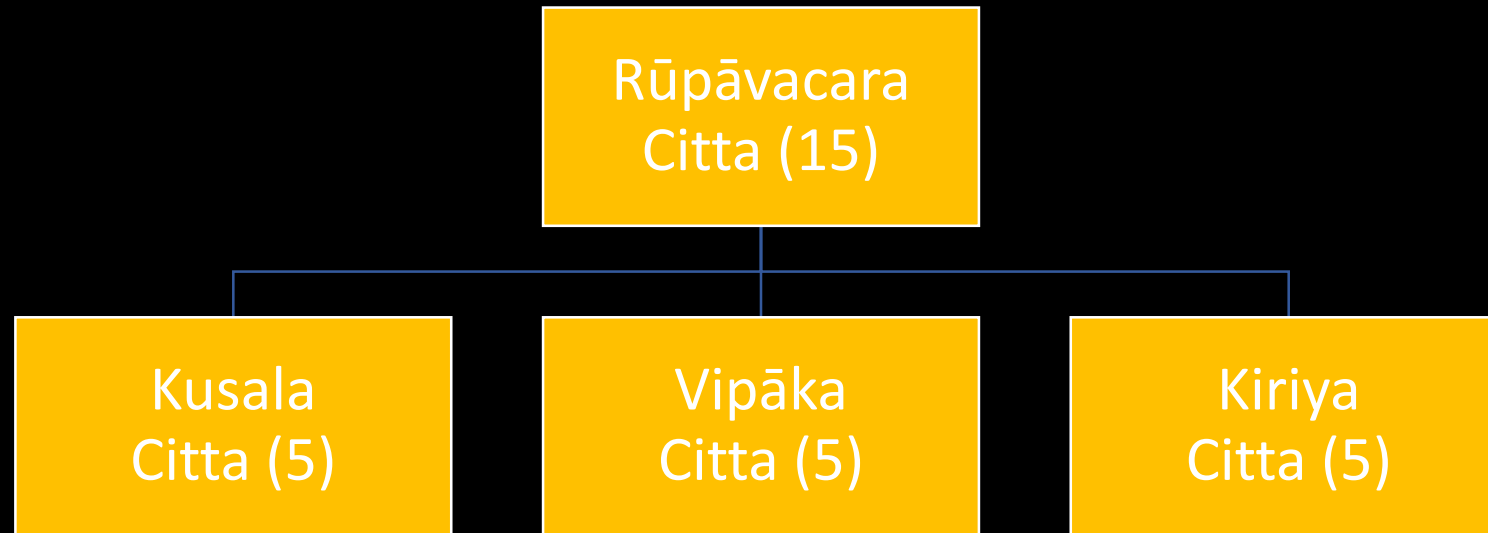 Rūpāvacara
Citta (15)
Kusala
Citta (5)
Vipāka
Citta (5)
Kiriya
Citta (5)